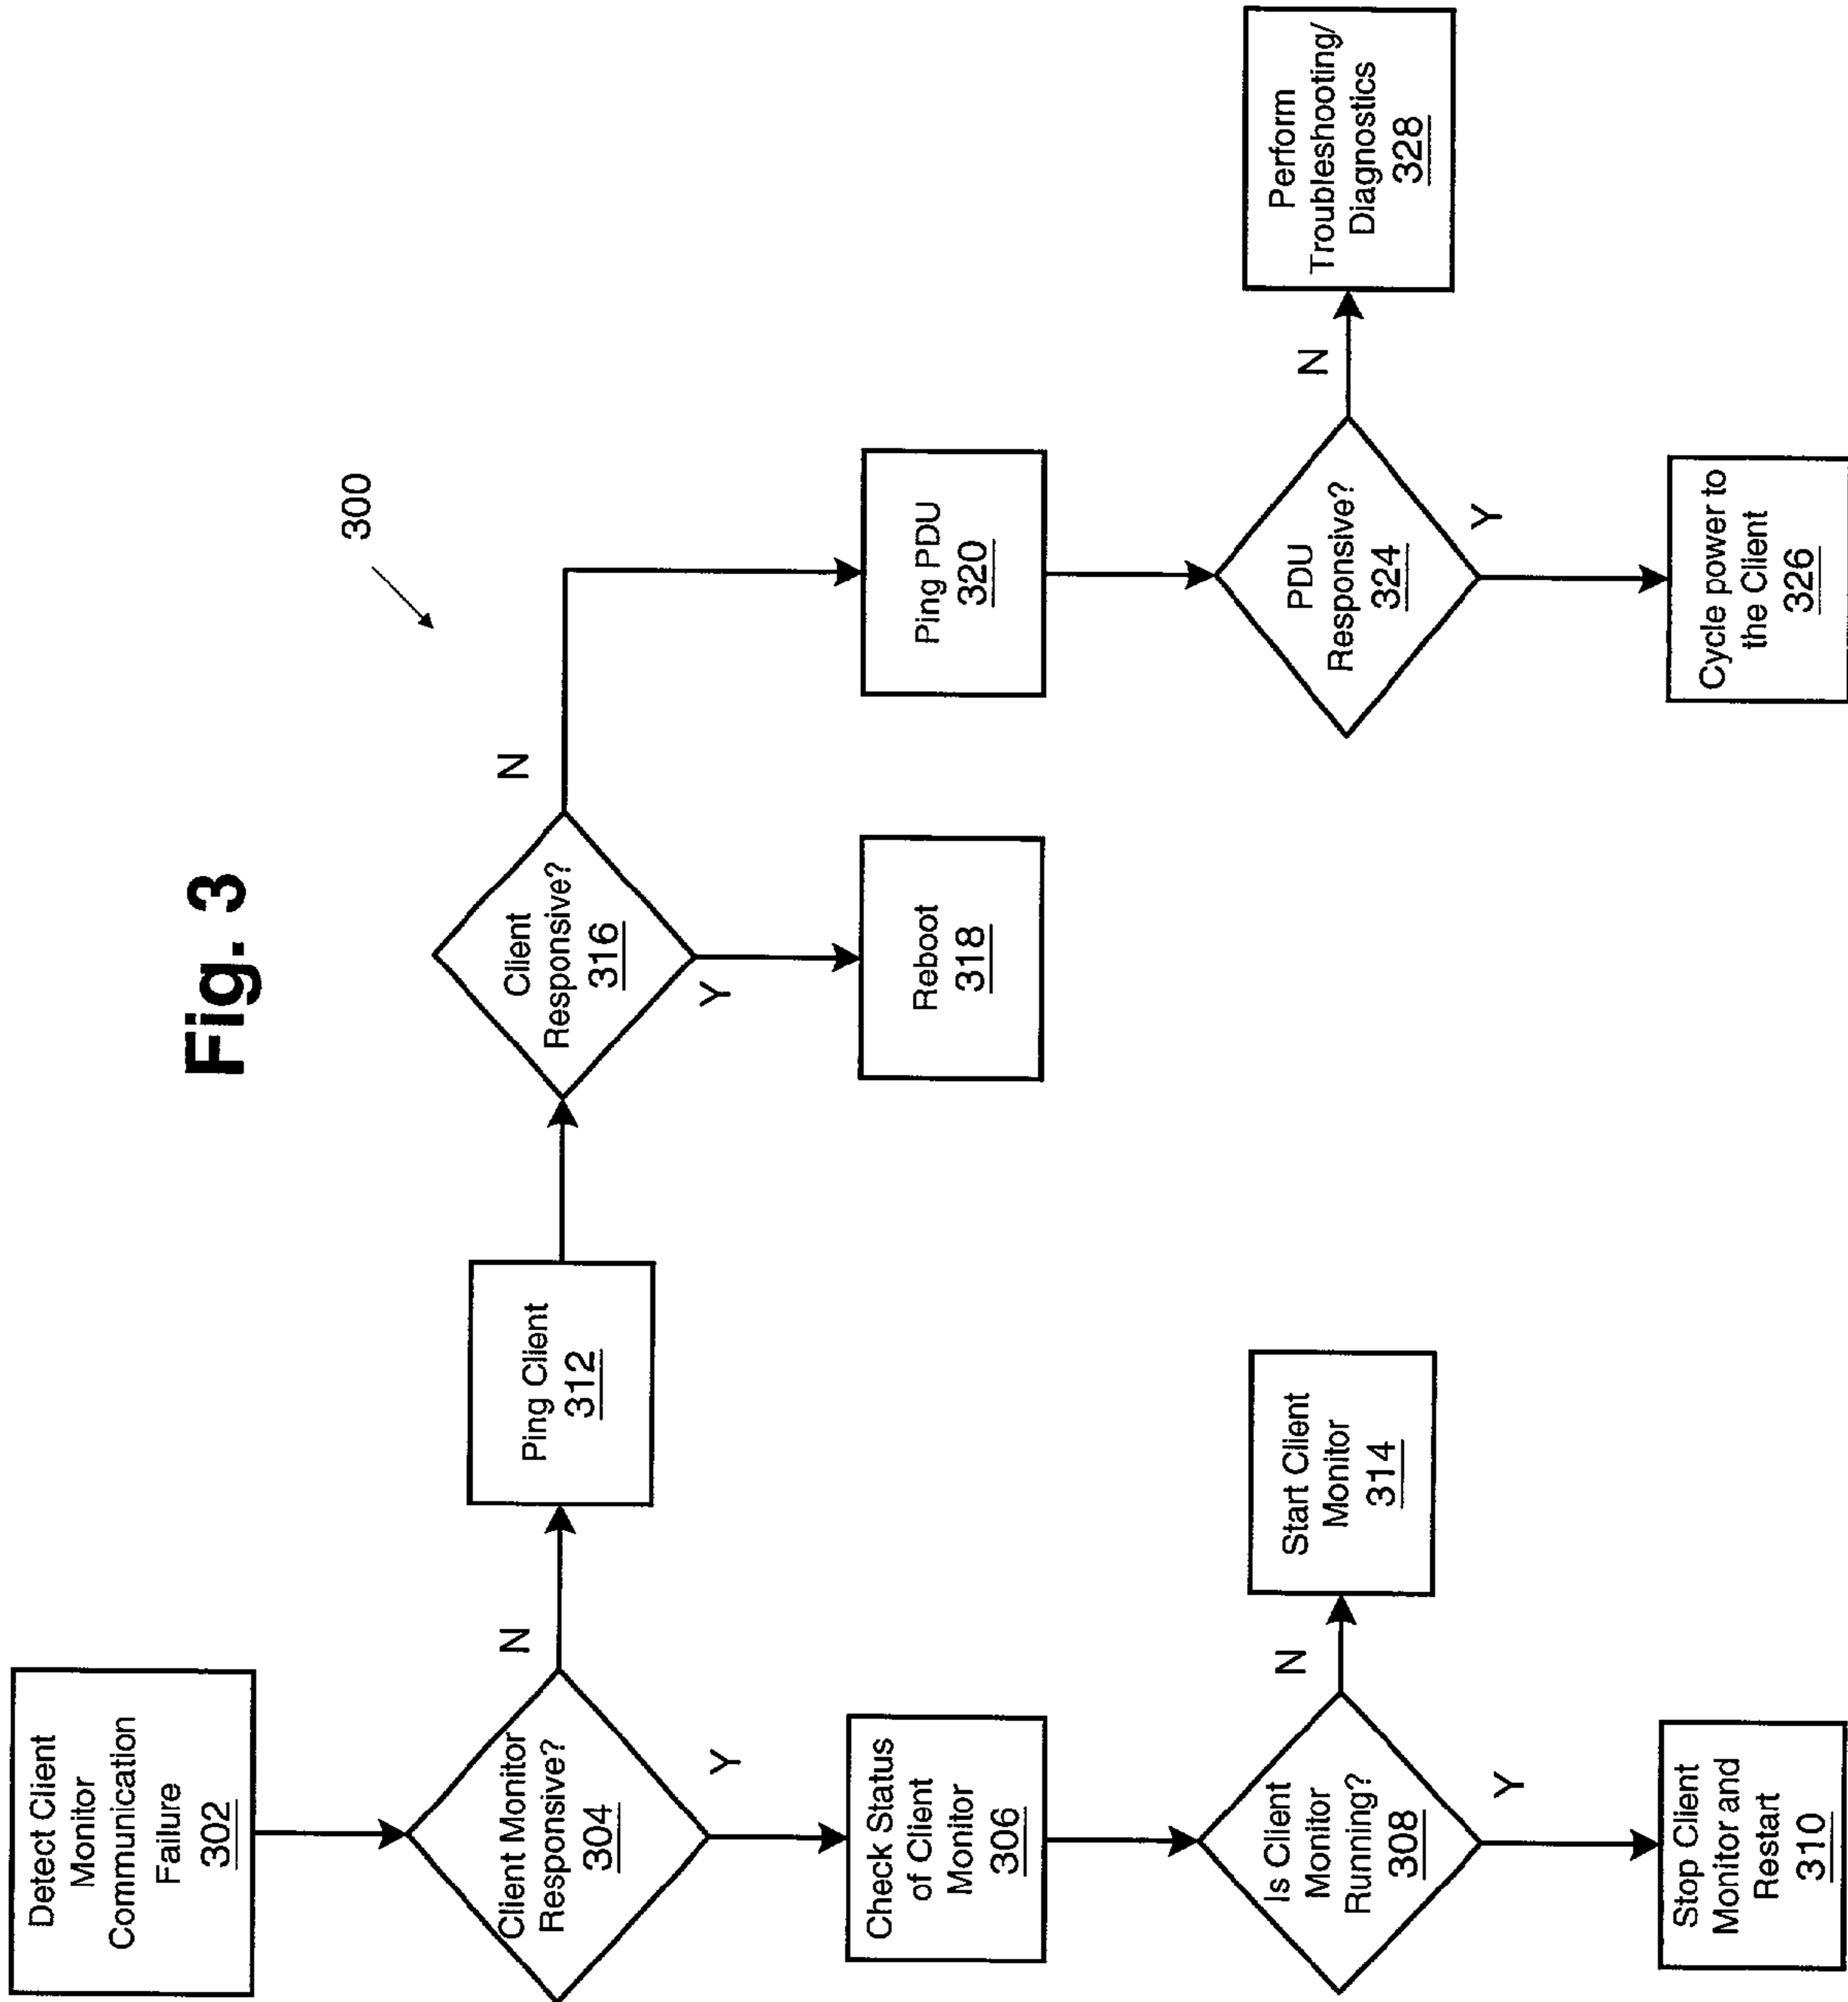 Fig. 3
300
Detect Client
Monitor
Communication
Failure
302
Client Monitor
Responsive?
304
N
Y
Ping Client
312
Client
Responsive?
316
N
Y
Check Status
of Client
Monitor
306
Reboot
318
Ping PDU
320
Is Client
Monitor
Running?
308
N
Y
Start Client
Monitor
314
PDU
Responsive?
324
N
Y
Perform
Troubleshooting/
Diagnostics
328
Stop Client
Monitor and
Restart
310
Cycle power to
the Client
326